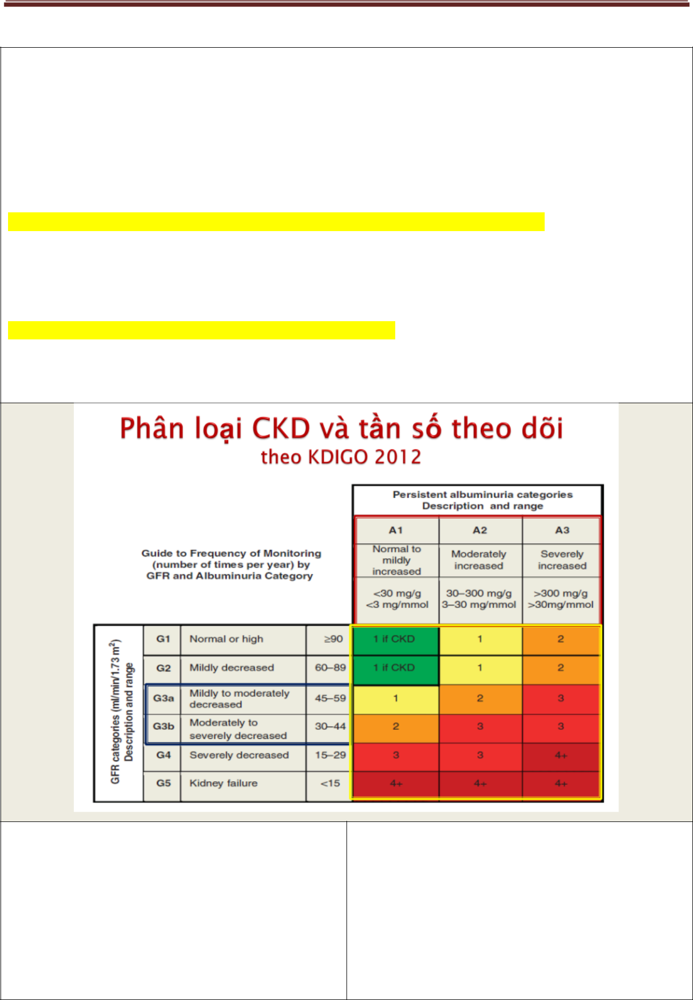 Phân loại CKD và tần số theo dõi
theo KDIGO 2012
Persistent albuminuria categories
Description and range
Guide to Frequency of Monitoring
(number of times per year) by
GFR and Albuminuria Category
A1 A2 A3
Normal to mildly increased Moderately increased Severely increased
<30 mg/g 30–300 mg/g >300 mg/g
<3 mg/mmol 3–30 mg/mmol >30mg/mmol
GFR categories (ml/min/1.73 m²)
Description and range
G1 Normal or high ≥90 1 if CKD 1 2
G2 Mildly decreased 60–89 1 if CKD 1 2
G3a Mildly to moderately decreased 45–59 1 2 3
G3b Moderately to severely decreased 30–44 2 3 3
G4 Severely decreased 15–29 3 3 4+
G5 Kidney failure <15 4+ 4+ 4+